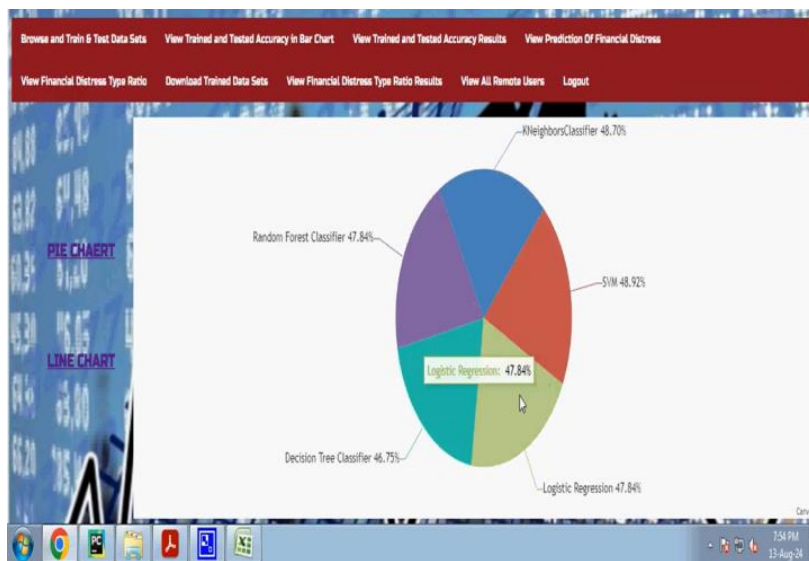 Browse and Train & Test Data Sets View Trained and Tested Accuracy in Bar Chart View Trained and Tested Accuracy Results View Prediction Of Financial Distress
View Financial Distress Type Ratio Download Trained Data Sets View Financial Distress Type Ratio Results View All Remote Users Logout
KNeighborsClassifier 48.70%
Random Forest Classifier 47.84%
PIE CHAERT
SVM 48.92%
LINE CHART
Logistic Regression: 47.84%
Decision Tree Classifier 46.75%
Logistic Regression 47.84%
7:54 PM
13-Aug-24